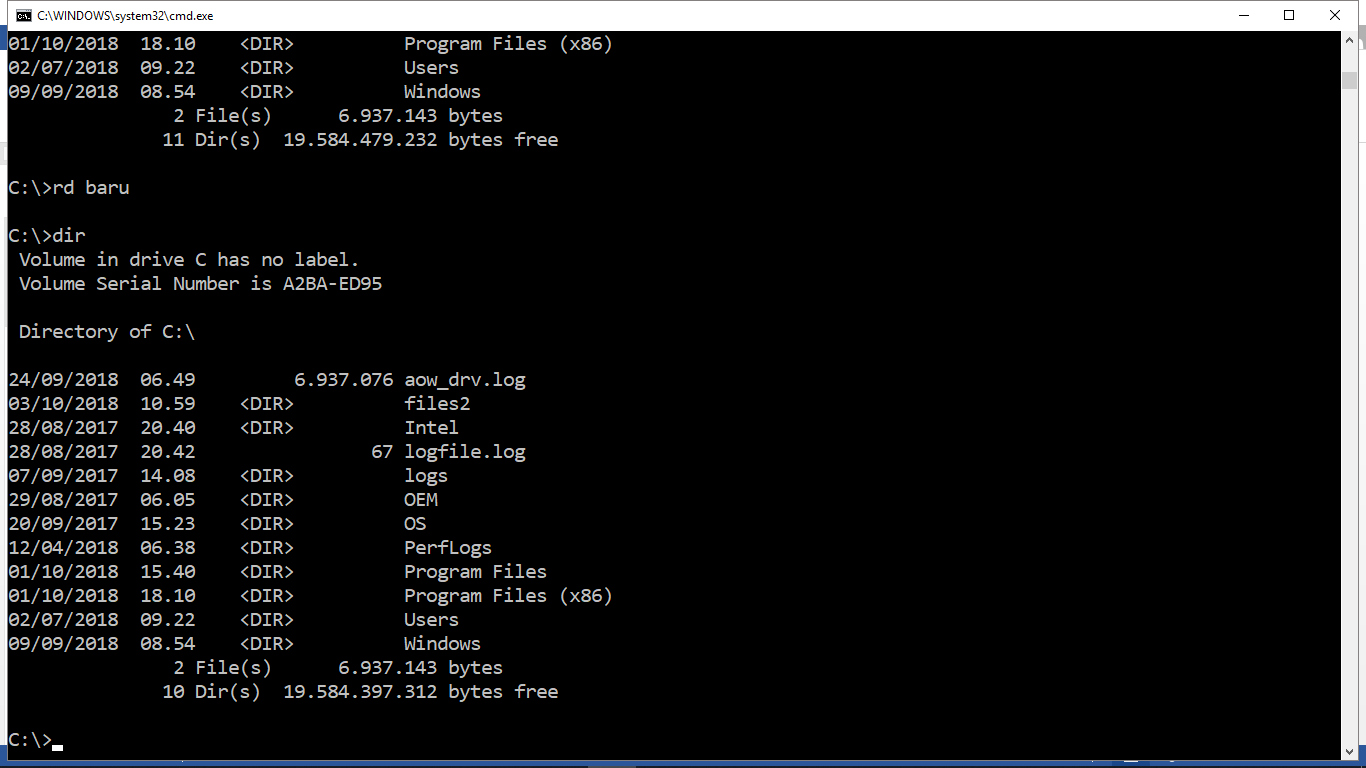 C:\WINDOWS\system32\cmd.exe
01/10/2018  18.10    <DIR>          Program Files (x86)
02/07/2018  09.22    <DIR>          Users
09/09/2018  08.54    <DIR>          Windows
               2 File(s)      6.937.143 bytes
              11 Dir(s)  19.584.479.232 bytes free
C:\>rd baru
C:\>dir
 Volume in drive C has no label.
 Volume Serial Number is A2BA-ED95
 Directory of C:\
24/09/2018  06.49         6.937.076 aow_drv.log
03/10/2018  10.59    <DIR>          files2
28/08/2017  20.40    <DIR>          Intel
28/08/2017  20.42                67 logfile.log
07/09/2017  14.08    <DIR>          logs
29/08/2017  06.05    <DIR>          OEM
20/09/2017  15.23    <DIR>          OS
12/04/2018  06.38    <DIR>          PerfLogs
01/10/2018  15.40    <DIR>          Program Files
01/10/2018  18.10    <DIR>          Program Files (x86)
02/07/2018  09.22    <DIR>          Users
09/09/2018  08.54    <DIR>          Windows
               2 File(s)      6.937.143 bytes
              10 Dir(s)  19.584.397.312 bytes free
C:\>